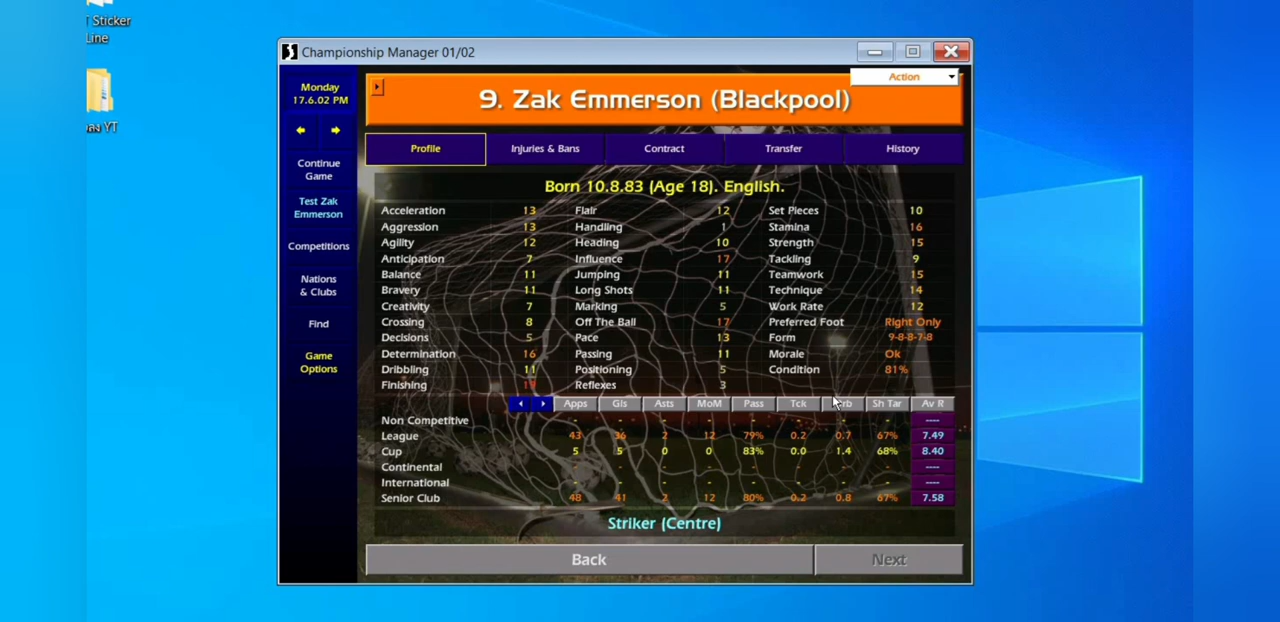 T Sticker
Line
Championship Manager 01/02
Monday
17.6.02 PM
Action
9. Zak Emmerson (Blackpool)
Continue
Game
Test Zak
Emmerson
Competitions
Nations
& Clubs
Find
Game
Options
Profile Injuries & Bans Contract Transfer History
Born 10.8.83 (Age 18). English.
Acceleration 13 Flair 12 Set Pieces 10
Aggression 13 Handling 1 Stamina 16
Agility 12 Heading 10 Strength 15
Anticipation 7 Influence 17 Tackling 9
Balance 11 Jumping 11 Teamwork 15
Bravery 11 Long Shots 11 Technique 14
Creativity 7 Marking 5 Work Rate 12
Crossing 8 Off The Ball 17 Preferred Foot Right Only
Decisions 5 Pace 13 Form 9-8-8-7-8
Determination 16 Passing 11 Morale Ok
Dribbling 11 Positioning 5 Condition 81%
Finishing Reflexes 3
Apps Gls Asts MoM Pass Tck Sh Tar Av R
Non Competitive - - - - - - - - ----
League 43 36 2 12 79% 0.2 0.7 67% 7.49
Cup 5 5 0 0 83% 0.0 1.4 68% 8.40
Continental - - - - - - - - ----
International - - - - - - - - ----
Senior Club 48 41 2 12 80% 0.2 0.8 67% 7.58
Striker (Centre)
Back Next